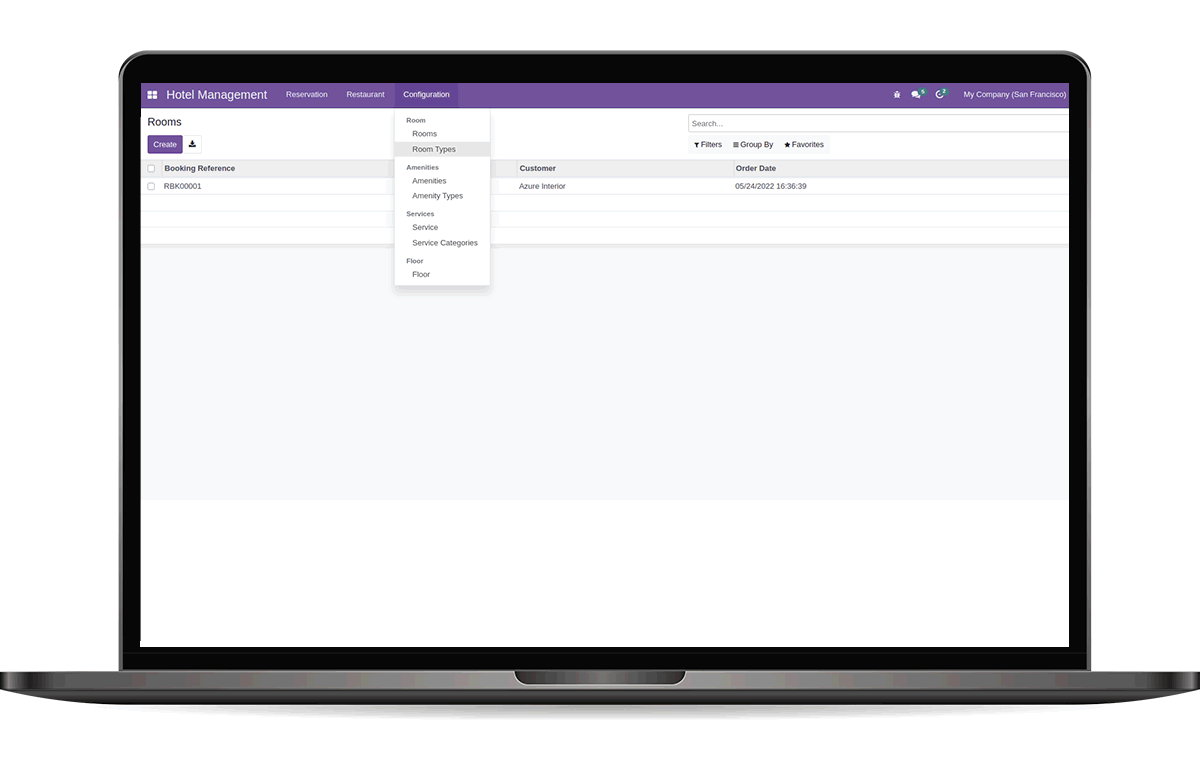 Hotel Management Reservation Restaurant Configuration 5 2 My Company (San Francisco)
Rooms
Create
Search...
Filters Group By Favorites
Room
Rooms
Room Types
Amenities
Amenities
Amenity Types
Services
Service
Service Categories
Floor
Floor
Booking Reference Customer Order Date
RBK00001 Azure Interior 05/24/2022 16:36:39